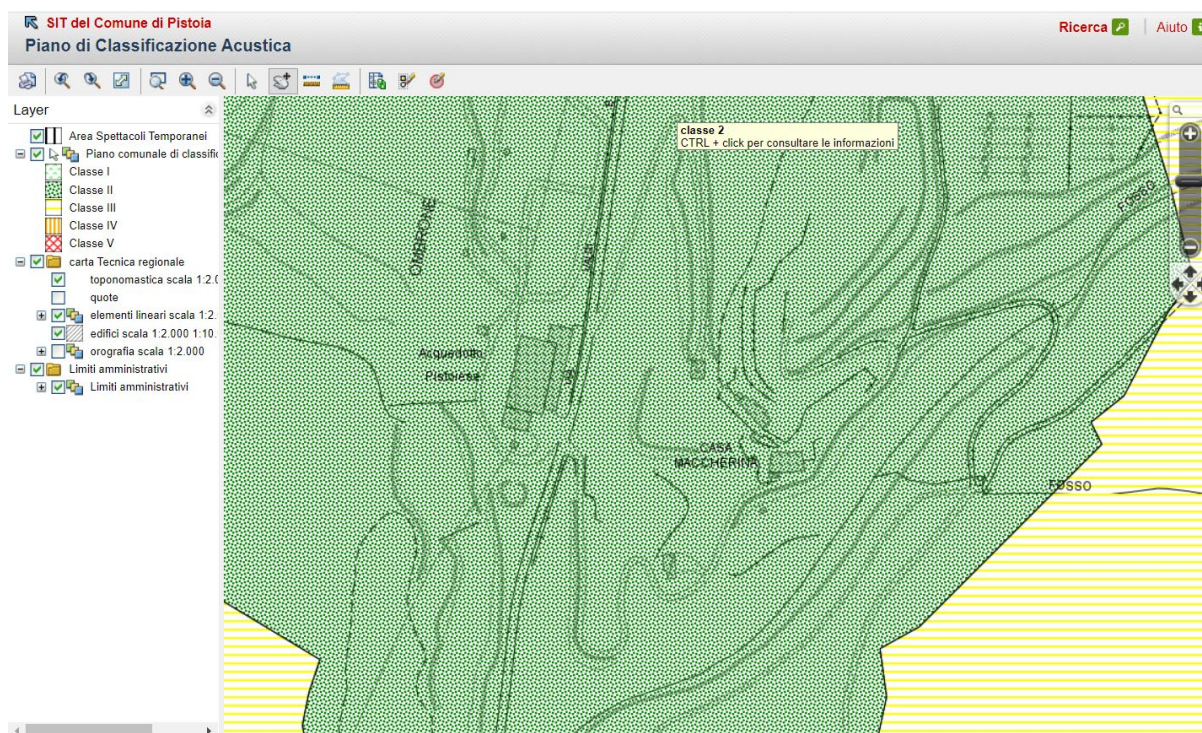 SIT del Comune di Pistoia
Piano di Classificazione Acustica
Ricerca
Aiuto
Layer
Area Spettacoli Temporanei
Piano comunale di classifi
Classe I
Classe II
Classe III
Classe IV
Classe V
carta Tecnica regionale
toponomastica scala 1:2.0
quote
elementi lineari scala 1:2.
edifici scala 1:2.000 1:10.
orografia scala 1:2.000
Limiti amministrativi
Limiti amministrativi
classe 2
CTRL + click per consultare le informazioni
OMBRONE
VALDI
FOSSO
Acquedotto
Pistoiese
VIA
CASA
MACCHERINA
FOSSO